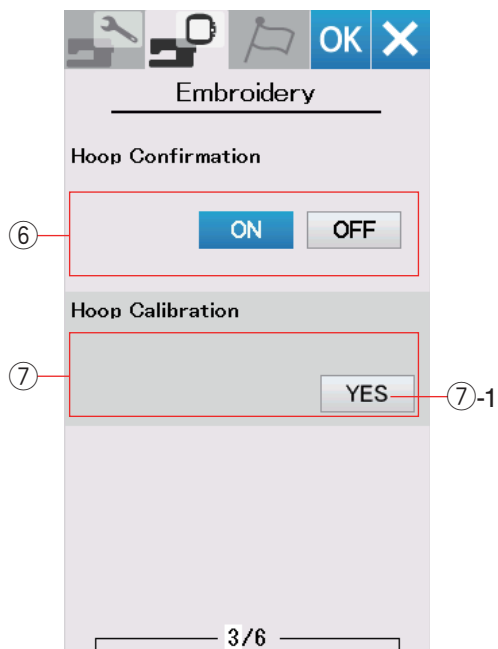 OK
Embroidery
Hoop Confirmation
⑥ ON OFF
Hoop Calibration
⑦ YES ⑦-1
3/6